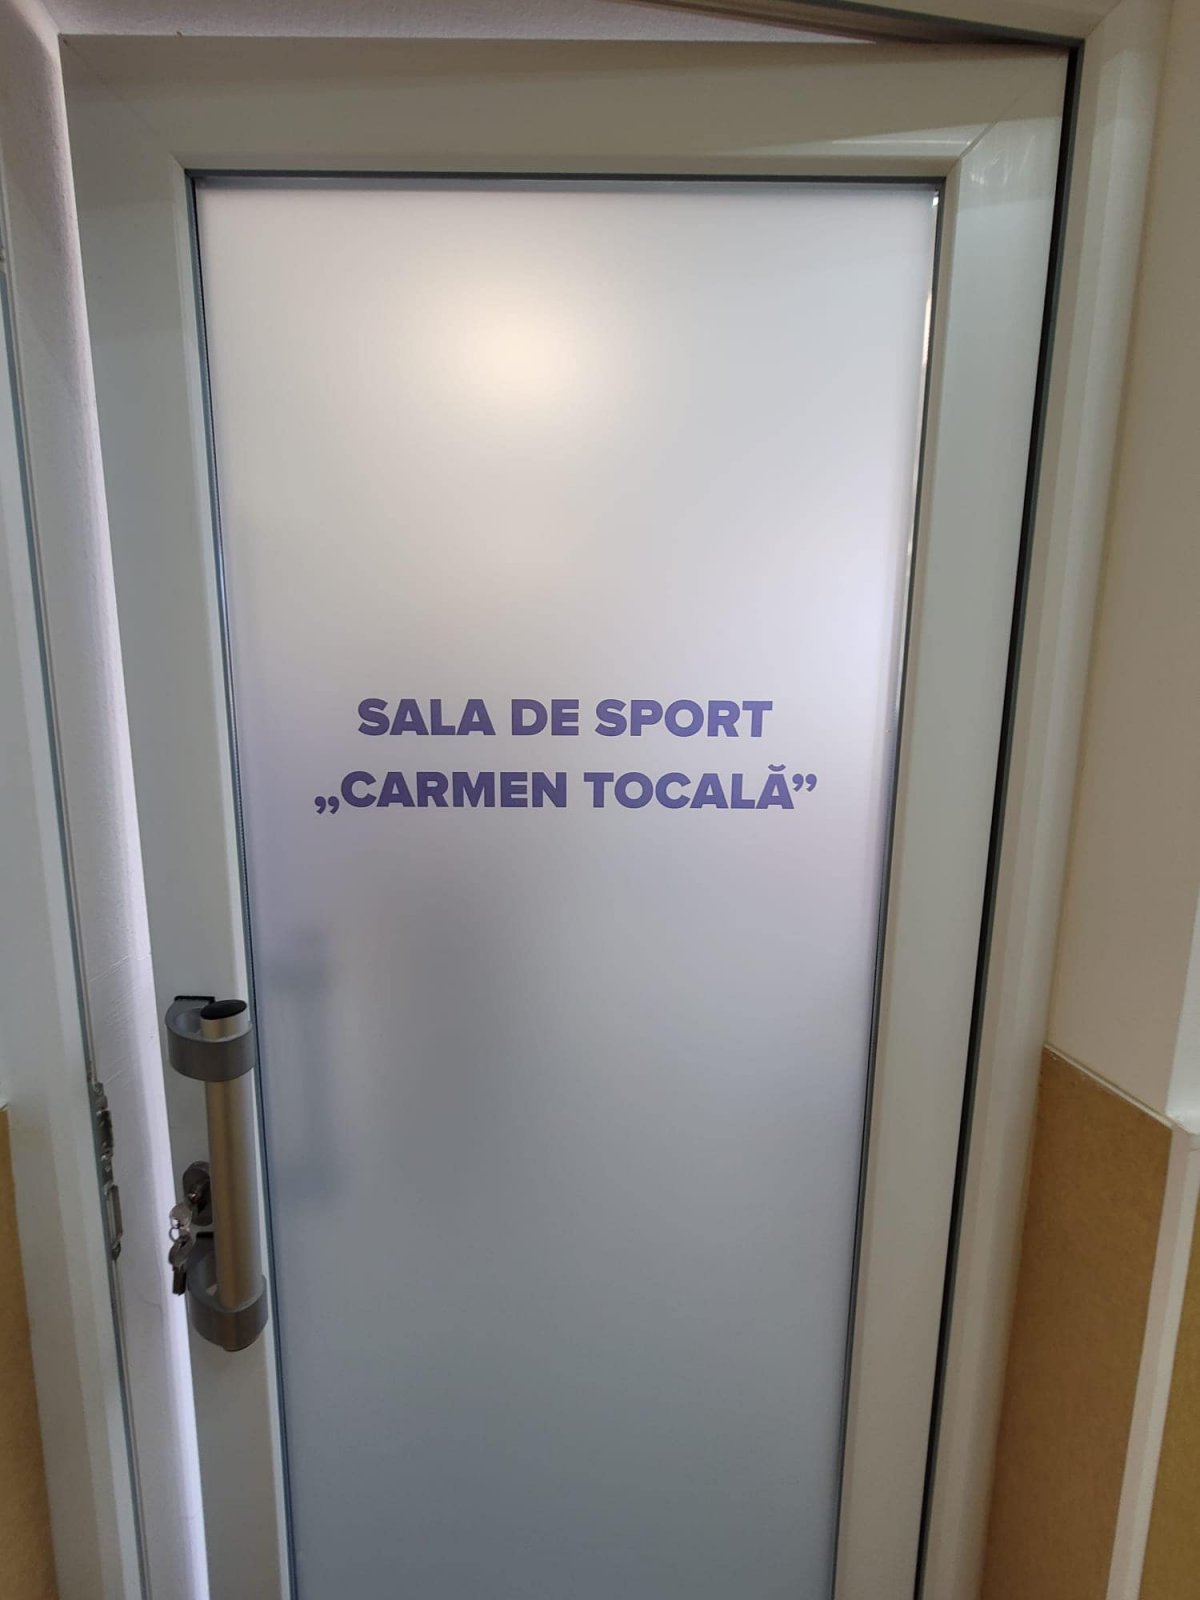 SALA DE SPORT
„CARMEN TOCALĂ”